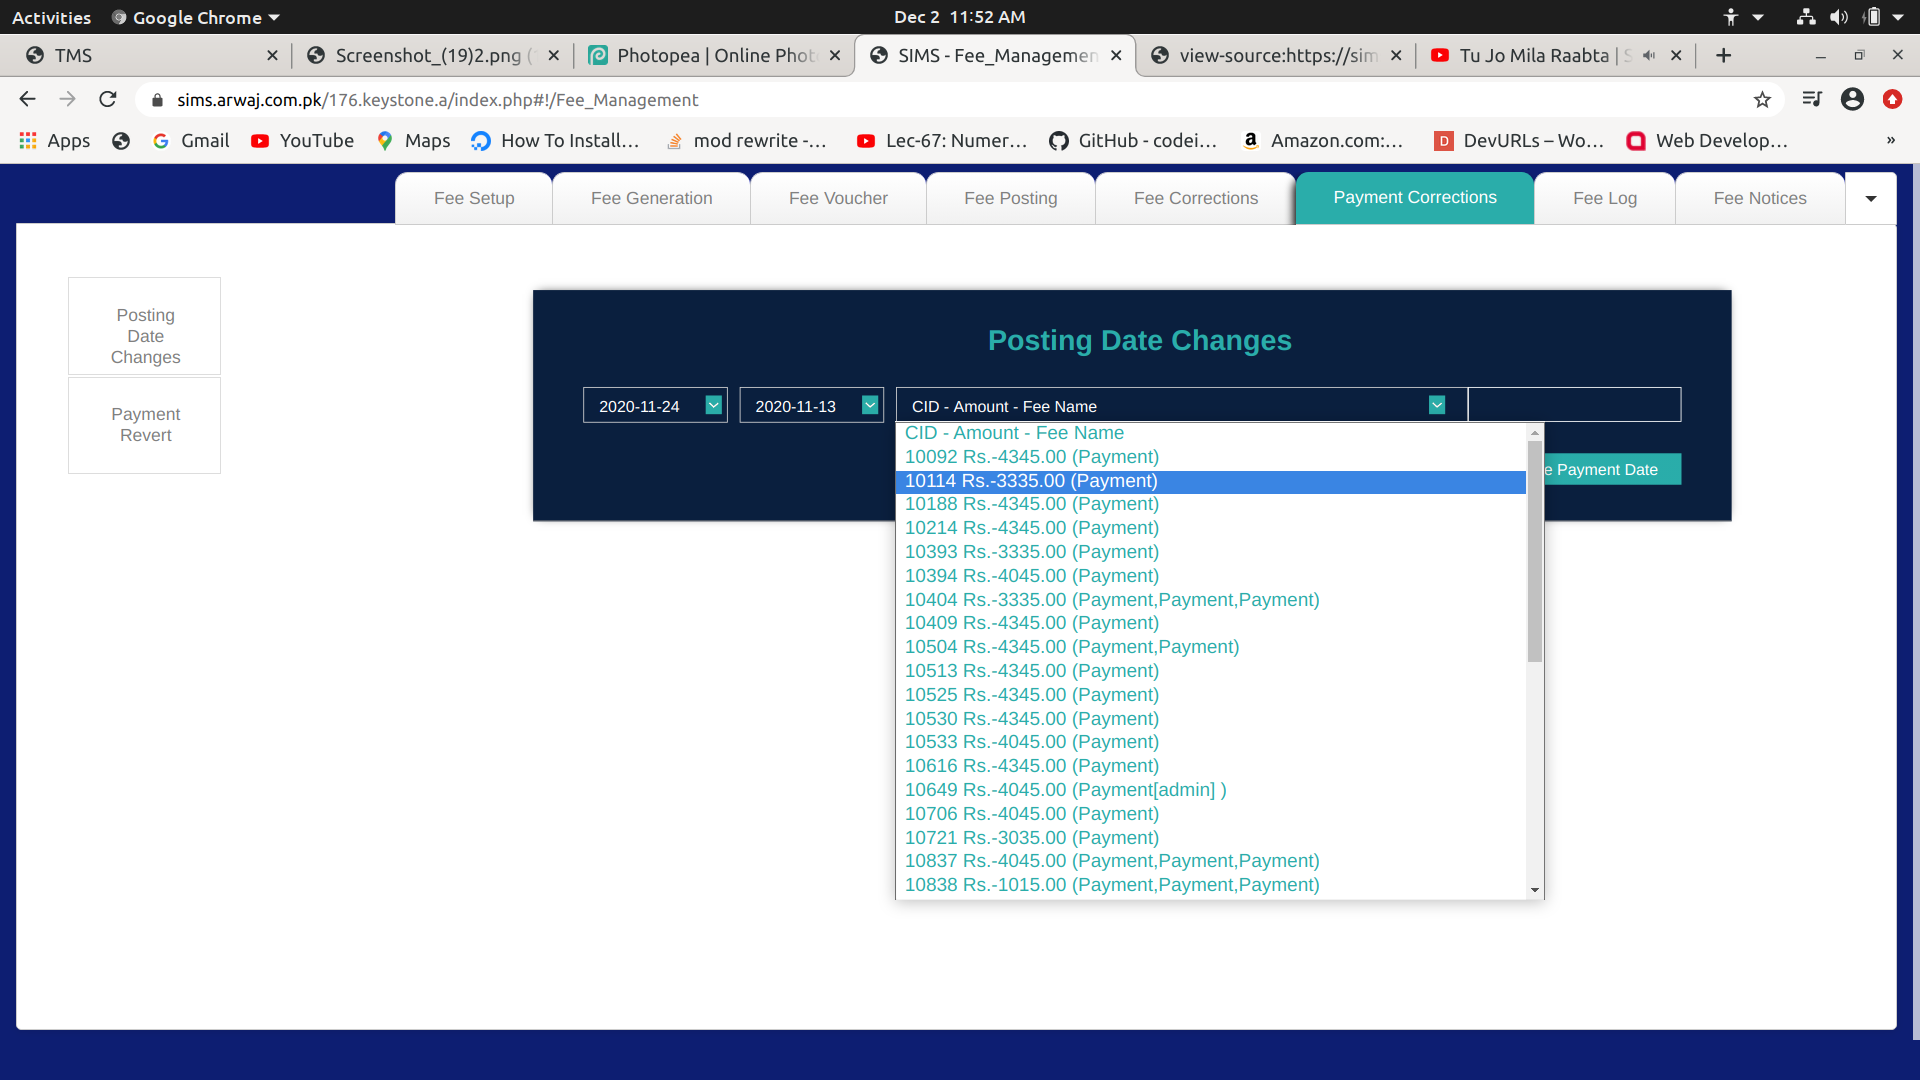 Activities Google Chrome Dec 2 11:52 AM
TMS Screenshot_(19)2.png Photopea | Online Phot SIMS - Fee_Managemen view-source:https://sim Tu Jo Mila Raabta |
sims.arwaj.com.pk/176.keystone.a/index.php#!/Fee_Management
Apps Gmail YouTube Maps How To Install... mod rewrite -... Lec-67: Numer... GitHub - codei... Amazon.com:... DevURLs – Wo... Web Develop... »
Fee Setup Fee Generation Fee Voucher Fee Posting Fee Corrections Payment Corrections Fee Log Fee Notices
Posting
Date
Changes
Payment
Revert
Posting Date Changes
2020-11-24 2020-11-13 CID - Amount - Fee Name
CID - Amount - Fee Name
10092 Rs.-4345.00 (Payment)
10114 Rs.-3335.00 (Payment)
10188 Rs.-4345.00 (Payment)
10214 Rs.-4345.00 (Payment)
10393 Rs.-3335.00 (Payment)
10394 Rs.-4045.00 (Payment)
10404 Rs.-3335.00 (Payment,Payment,Payment)
10409 Rs.-4345.00 (Payment)
10504 Rs.-4345.00 (Payment,Payment)
10513 Rs.-4345.00 (Payment)
10525 Rs.-4345.00 (Payment)
10530 Rs.-4345.00 (Payment)
10533 Rs.-4045.00 (Payment)
10616 Rs.-4345.00 (Payment)
10649 Rs.-4045.00 (Payment[admin] )
10706 Rs.-4045.00 (Payment)
10721 Rs.-3035.00 (Payment)
10837 Rs.-4045.00 (Payment,Payment,Payment)
10838 Rs.-1015.00 (Payment,Payment,Payment)
e Payment Date